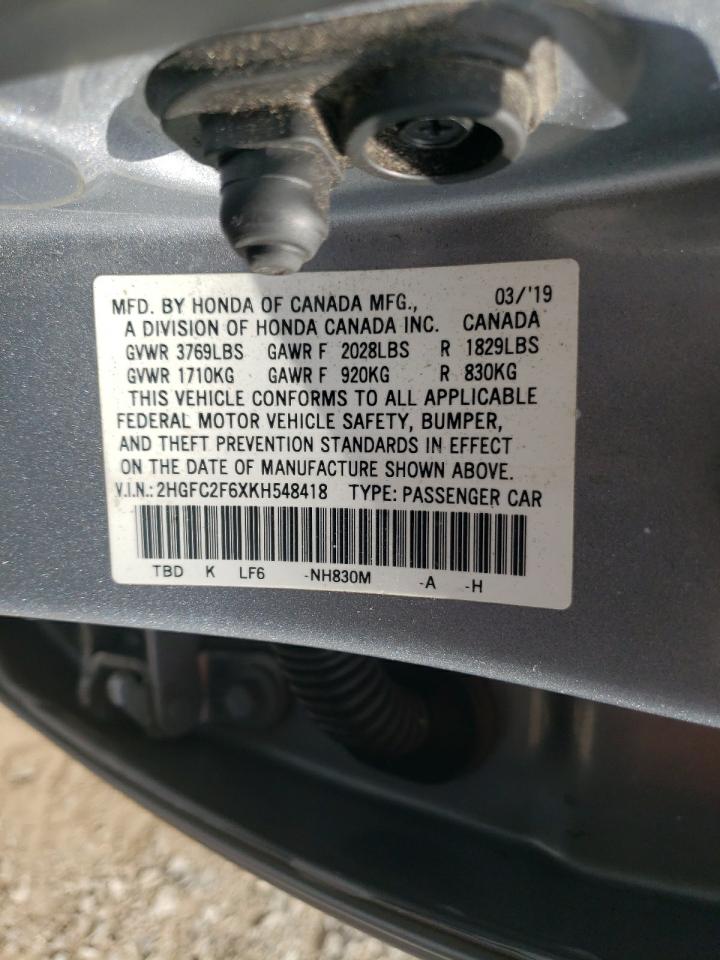 MFD. BY HONDA OF CANADA MFG., 03/'19
A DIVISION OF HONDA CANADA INC. CANADA
GVWR 3769LBS GAWR F 2028LBS R 1829LBS
GVWR 1710KG GAWR F 920KG R 830KG
THIS VEHICLE CONFORMS TO ALL APPLICABLE
FEDERAL MOTOR VEHICLE SAFETY, BUMPER,
AND THEFT PREVENTION STANDARDS IN EFFECT
ON THE DATE OF MANUFACTURE SHOWN ABOVE.
V.I.N.: 2HGFC2F6XKH548418 TYPE: PASSENGER CAR
TBD K LF6 -NH830M -A -H